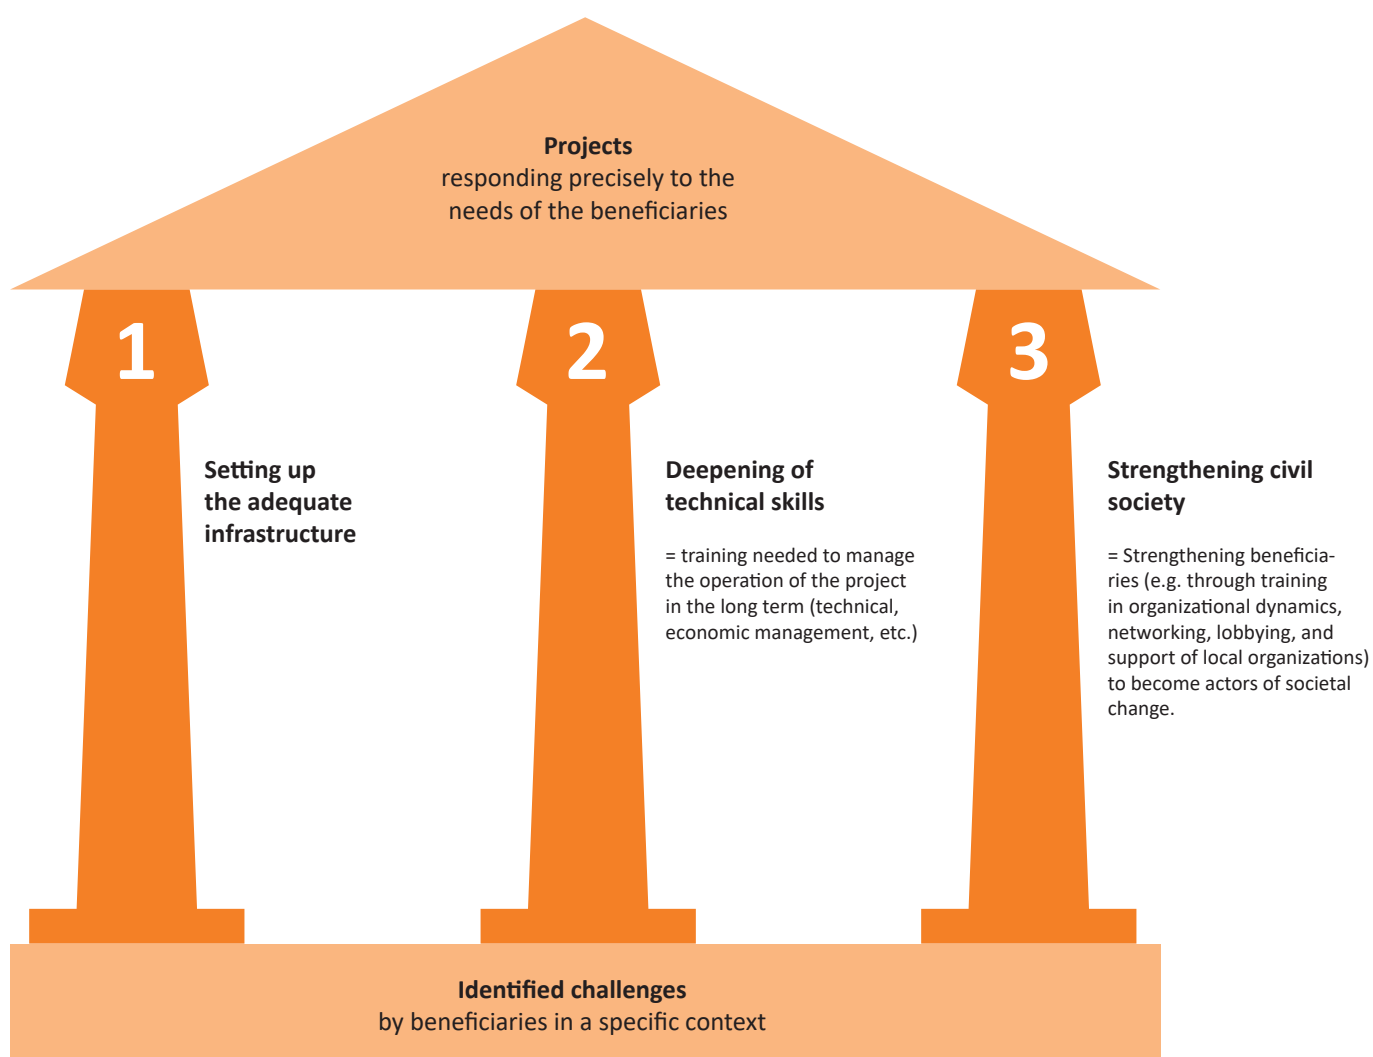 Projects
responding precisely to the
needs of the beneficiaries
1
2
3
Setting up
the adequate
infrastructure
Deepening of
technical skills
= training needed to manage
the operation of the project
in the long term (technical,
economic management, etc.)
Strengthening civil
society
= Strengthening beneficia-
ries (e.g. through training
in organizational dynamics,
networking, lobbying, and
support of local organizations)
to become actors of societal
change.
Identified challenges
by beneficiaries in a specific context